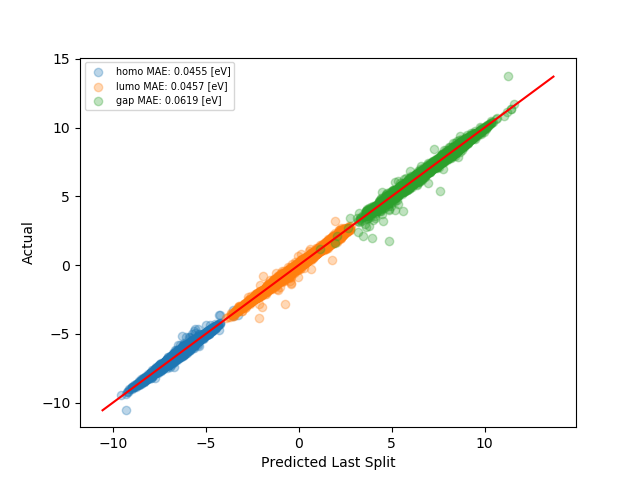 homo MAE: 0.0455 [eV]
lumo MAE: 0.0457 [eV]
gap MAE: 0.0619 [eV]
15
10
5
0
−5
−10
Actual
−10 −5 0 5 10
Predicted Last Split